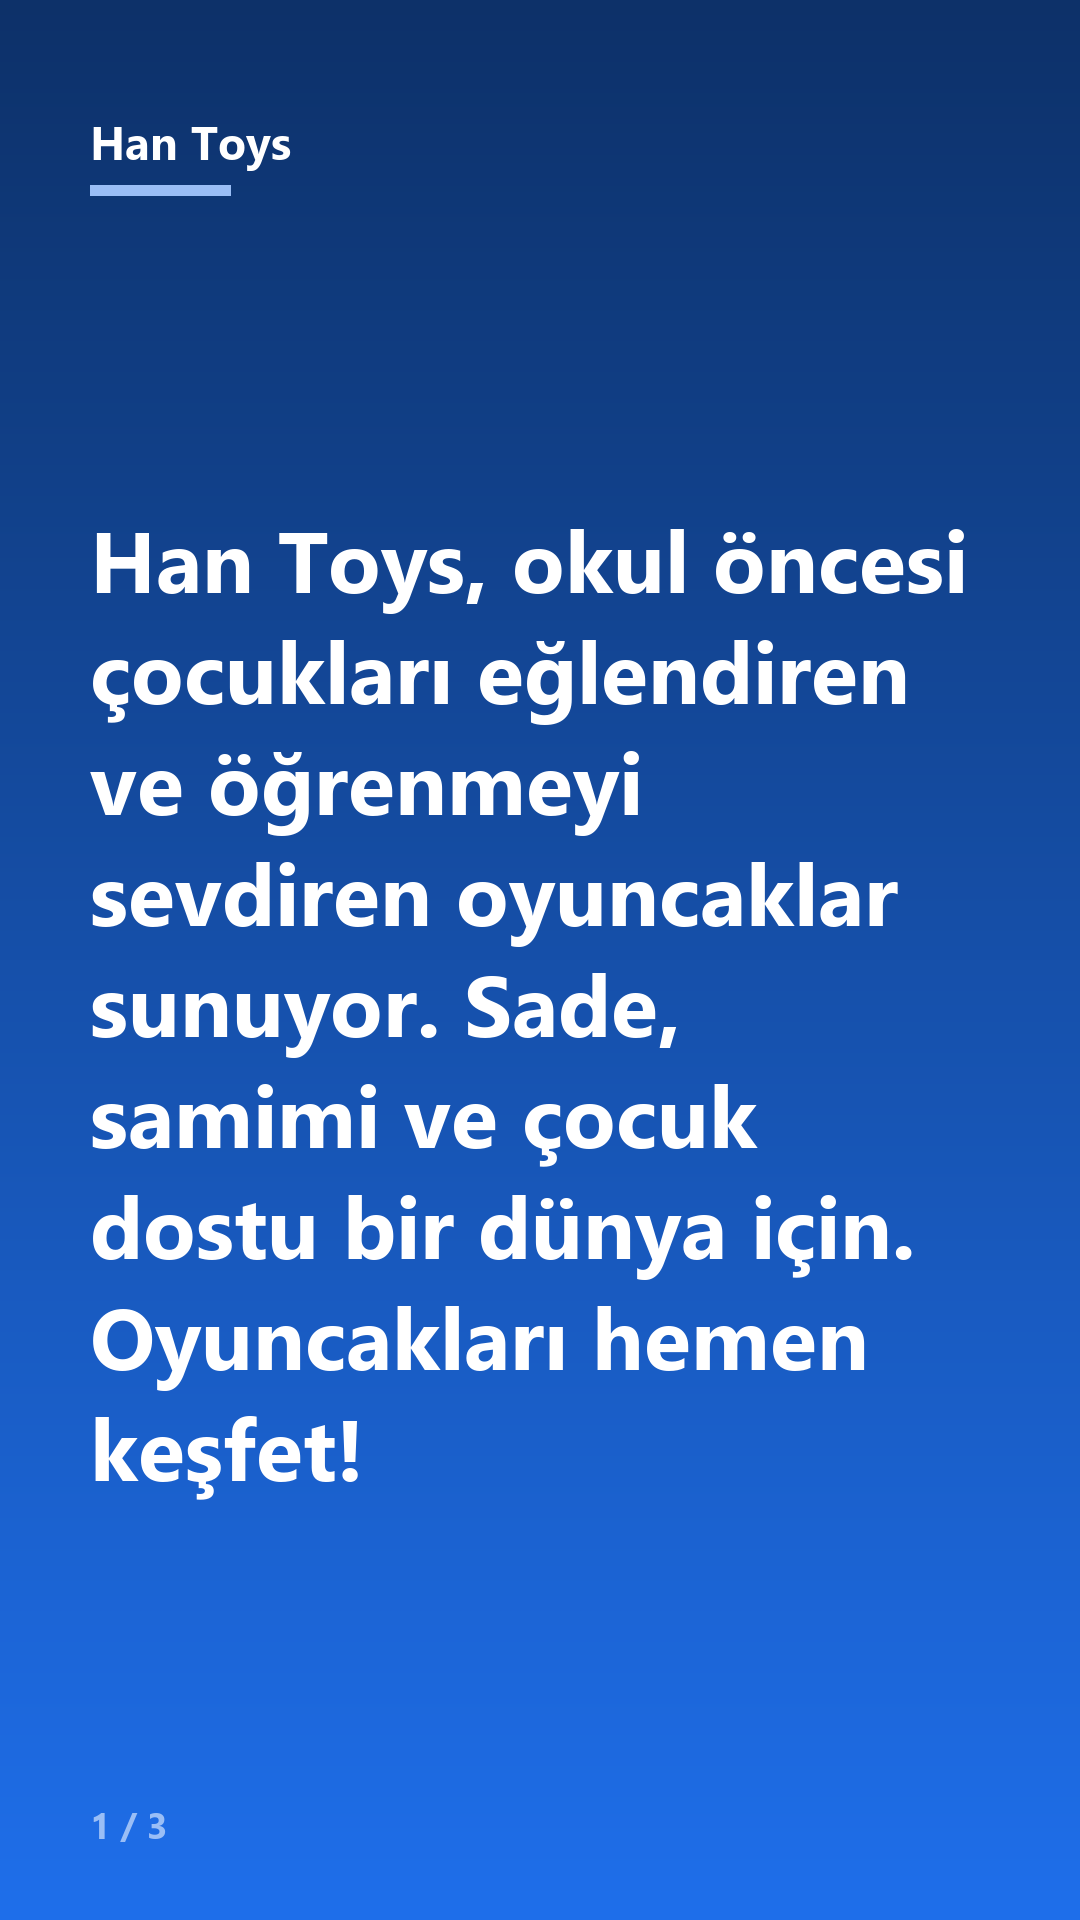 Han Toys
Han Toys, okul öncesi
çocukları eğlendiren
ve öğrenmeyi
sevdiren oyuncaklar
sunuyor. Sade,
samimi ve çocuk
dostu bir dünya için.
Oyuncakları hemen
keşfet!
1 / 3